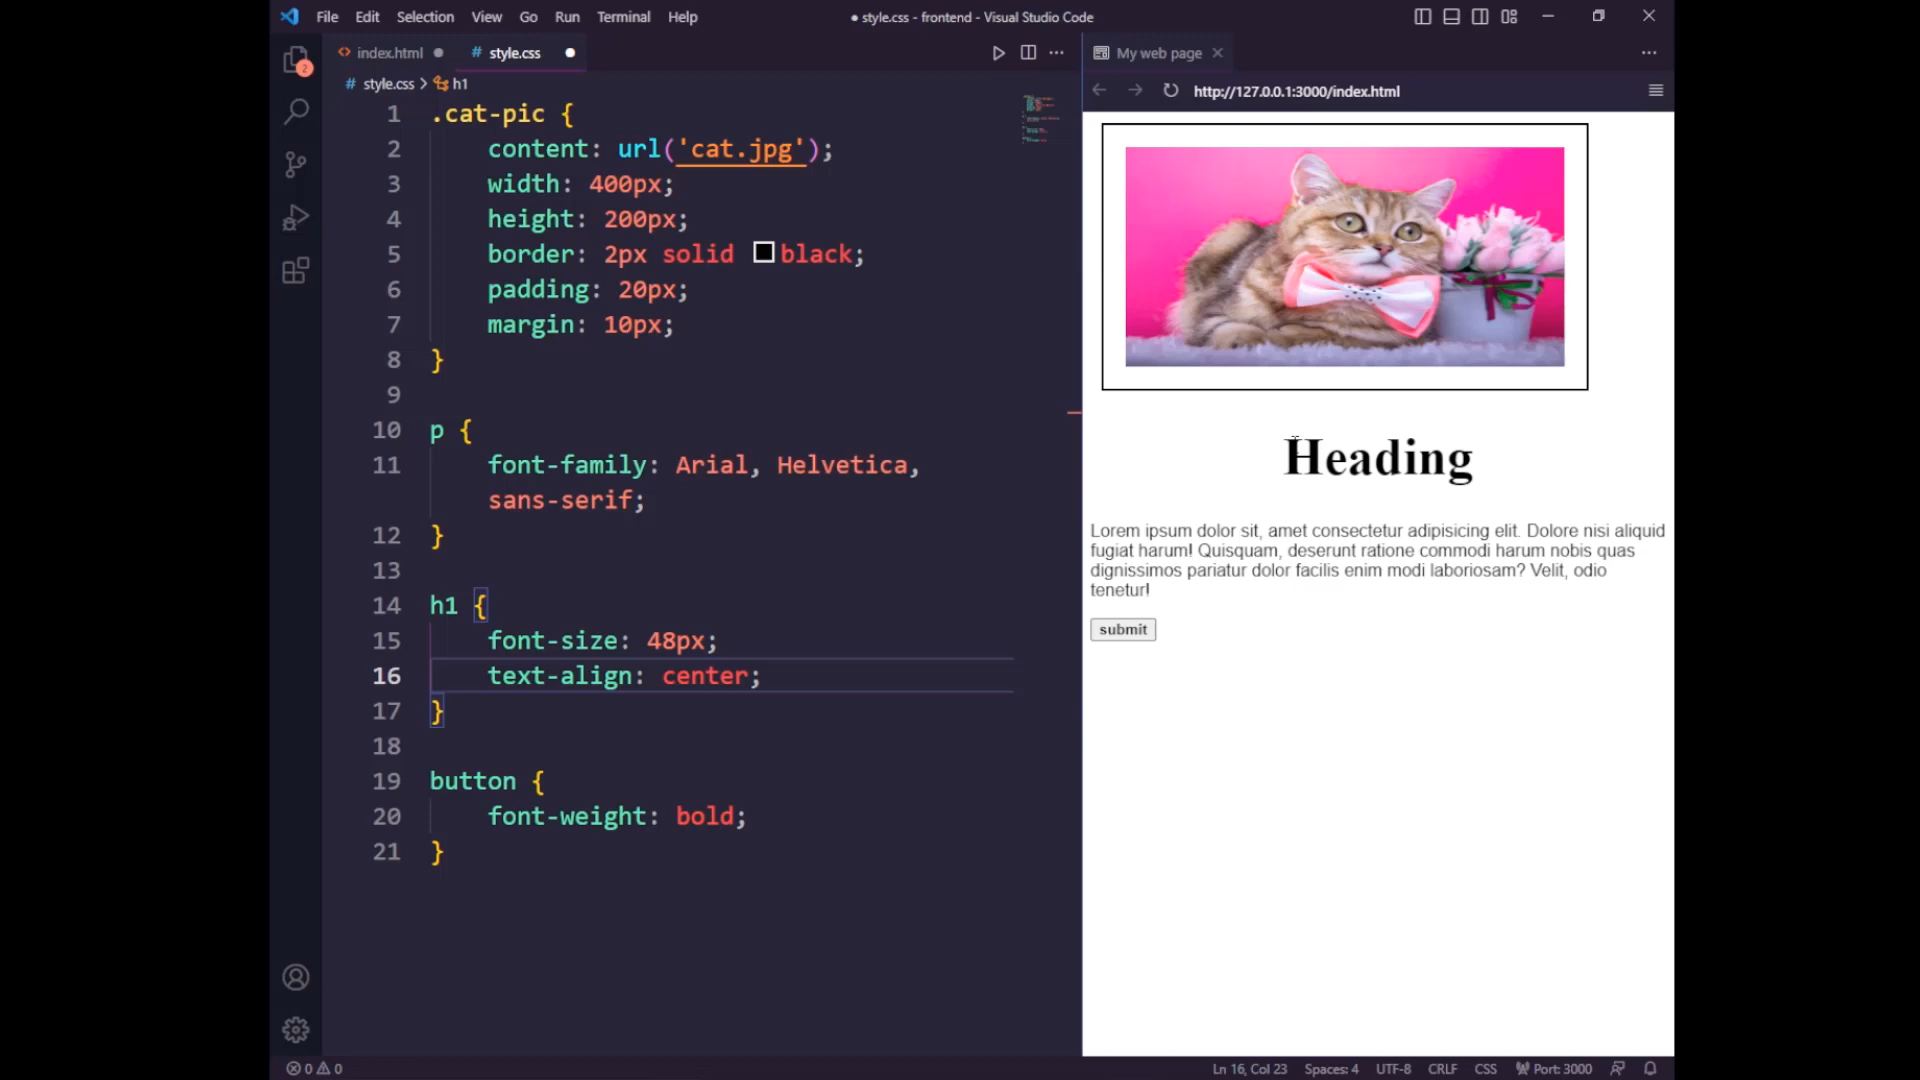 File Edit Selection View Go Run Terminal Help
● style.css - frontend - Visual Studio Code
2
index.html
# style.css
# style.css > h1
1 .cat-pic {
2 content: url('cat.jpg');
3 width: 400px;
4 height: 200px;
5 border: 2px solid black;
6 padding: 20px;
7 margin: 10px;
8 }
9
10 p {
11 font-family: Arial, Helvetica,
sans-serif;
12 }
13
14 h1 {
15 font-size: 48px;
16 text-align: center;
17 }
18
19 button {
20 font-weight: bold;
21 }
My web page
http://127.0.0.1:3000/index.html
Heading
Lorem ipsum dolor sit, amet consectetur adipisicing elit. Dolore nisi aliquid
fugiat harum! Quisquam, deserunt ratione commodi harum nobis quas
dignissimos pariatur dolor facilis enim modi laboriosam? Velit, odio
tenetur!
submit
0 0
Ln 16, Col 23 Spaces: 4 UTF-8 CRLF CSS Port: 3000